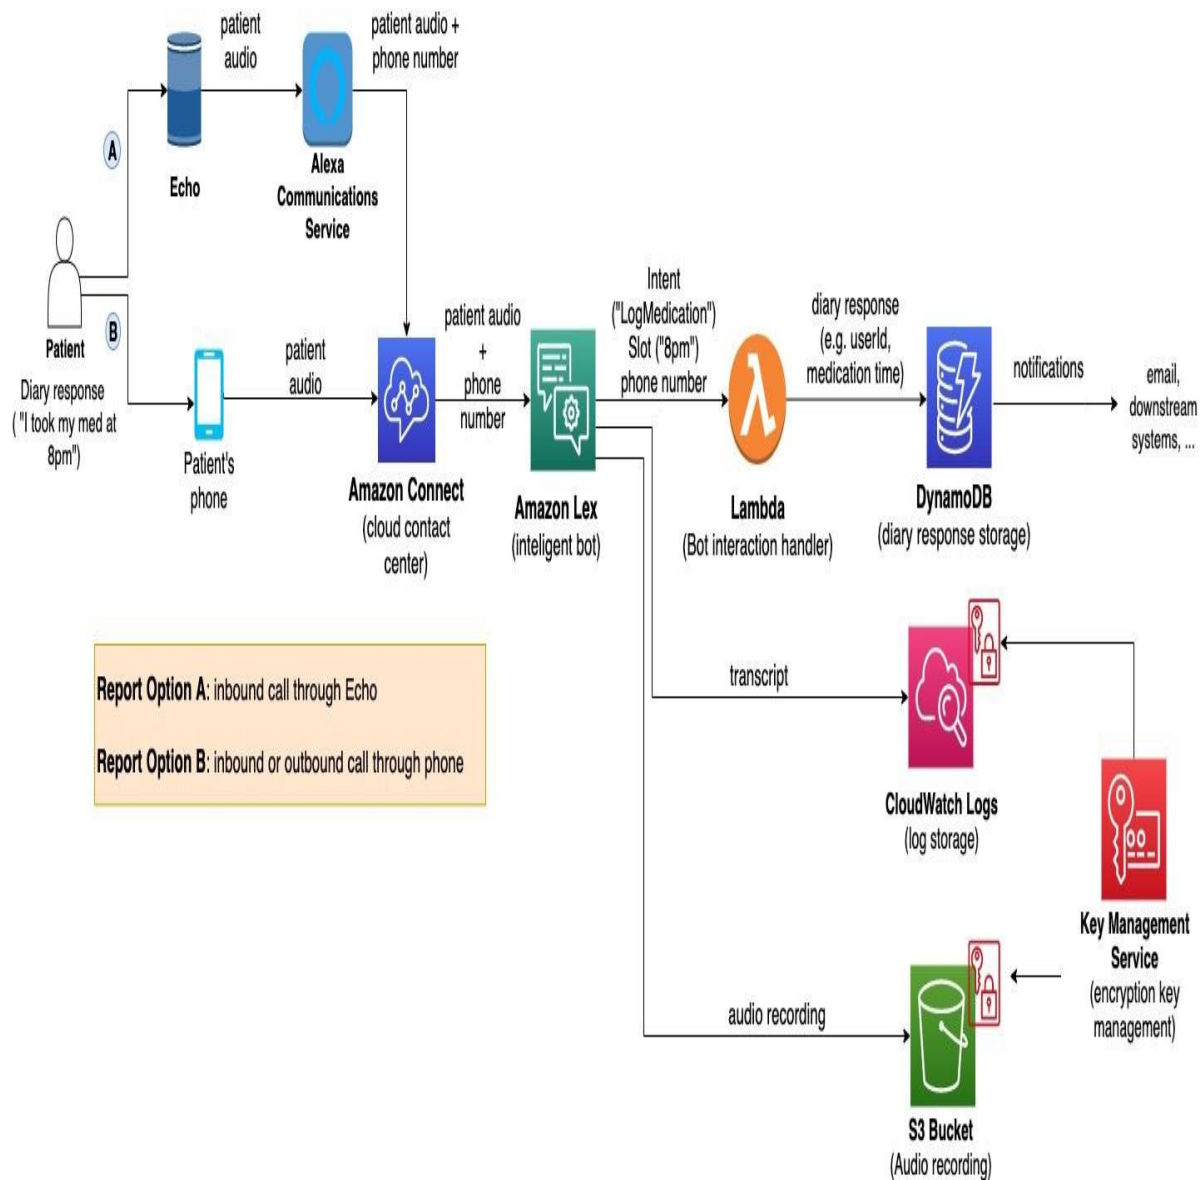 patient
audio
patient audio +
phone number
A
Echo
Alexa
Communications
Service
B
Patient
Diary response
( "I took my med at
8pm")
patient
audio
Patient's
phone
Amazon Connect
(cloud contact
center)
patient audio
+
phone
number
Amazon Lex
(inteligent bot)
Intent
("LogMedication")
Slot ("8pm")
phone number
Lambda
(Bot interaction handler)
diary response
(e.g. userId,
medication time)
DynamoDB
(diary response storage)
notifications
email,
downstream
systems, ...
Report Option A: inbound call through Echo
Report Option B: inbound or outbound call through phone
transcript
CloudWatch Logs
(log storage)
Key Management
Service
(encryption key
management)
audio recording
S3 Bucket
(Audio recording)